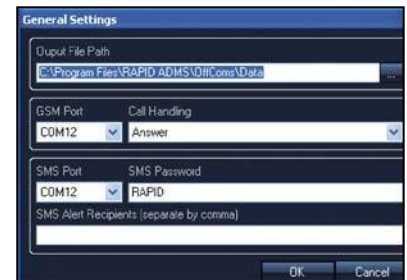 General Settings
Ouput File Path
C:\Program Files\RAPID ADMS\OffComs\Data
...
GSM Port Call Handing
COM12 Answer
SMS Port SMS Password
COM12 RAPID
SMS Alert Recipients (separate by comma)
OK Cancel